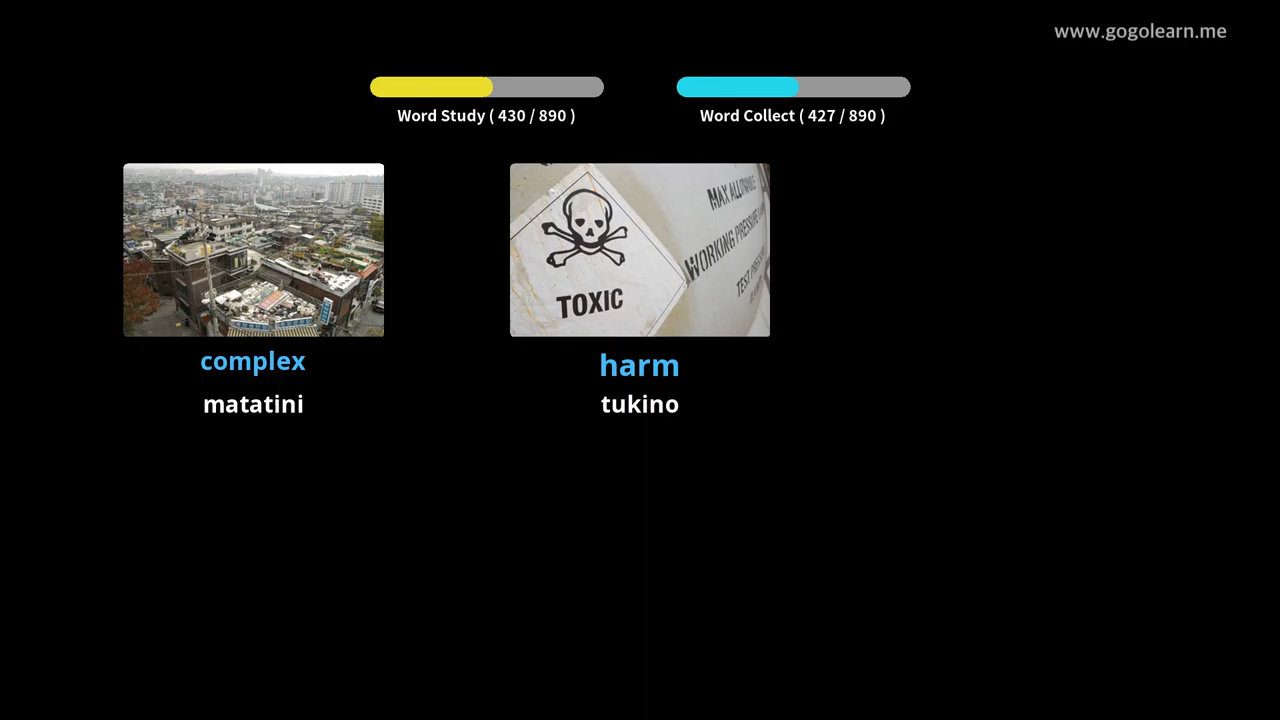 www.gogolearn.me
Word Study ( 430 / 890 )
Word Collect ( 427 / 890 )
MAX ALLOWABLE
WORKING PRESSURE
TEST
TOXIC
complex
harm
matatini
tukino